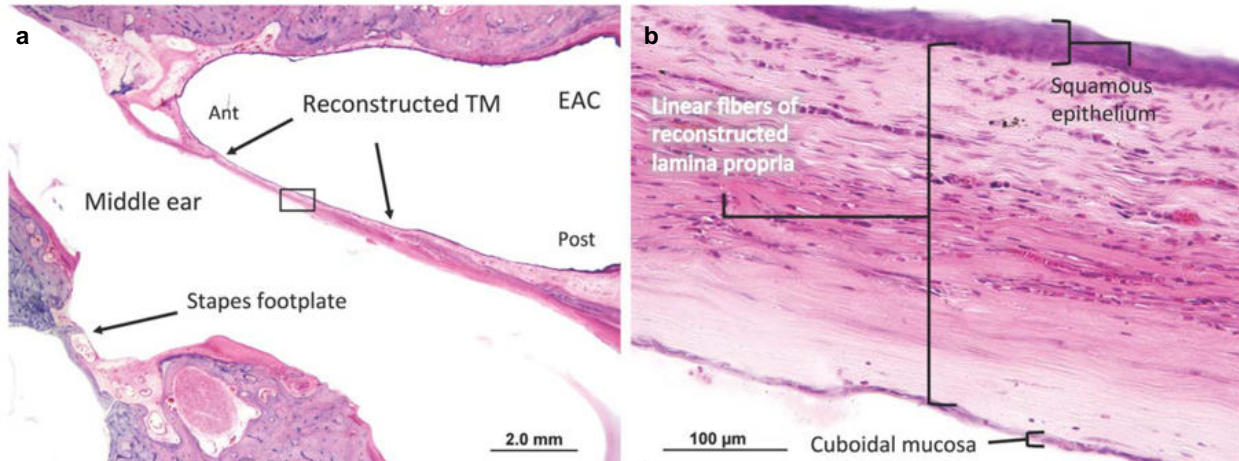 a
Ant
Reconstructed TM
EAC
Middle ear
Post
Stapes footplate
2.0 mm
b
Squamous
epithelium
Linear fibers of
reconstructed
lamina propria
100 µm
Cuboidal mucosa